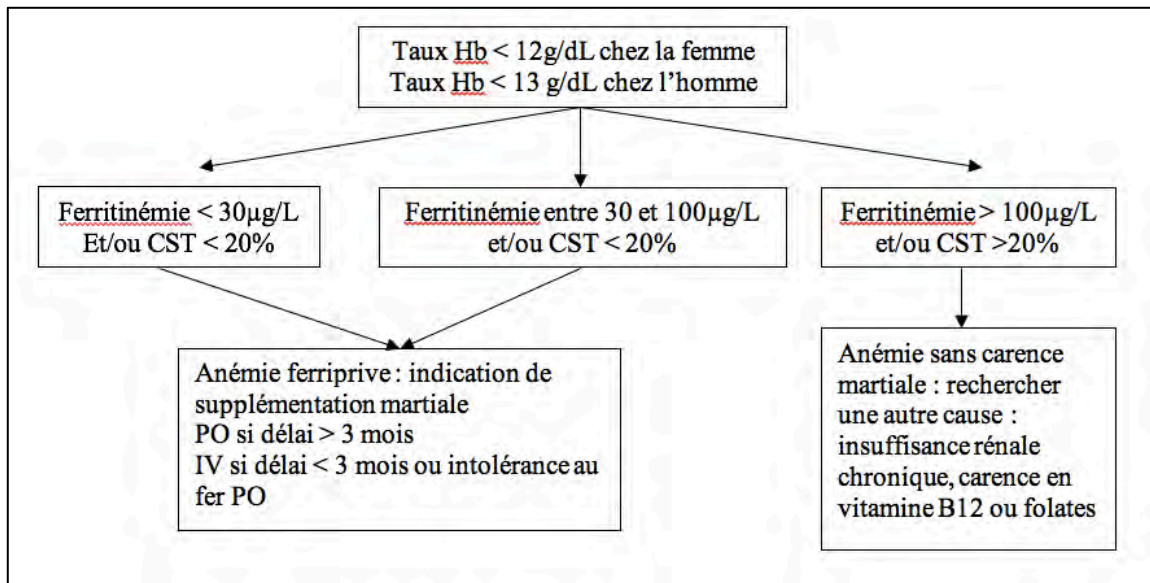 Taux Hb < 12g/dL chez la femme
Taux Hb < 13 g/dL chez l'homme
Ferritinémie < 30µg/L
Et/ou CST < 20%
Ferritinémie entre 30 et 100µg/L
et/ou CST < 20%
Ferritinémie > 100µg/L
et/ou CST >20%
Anémie ferriprive : indication de
supplémentation martiale
PO si délai > 3 mois
IV si délai < 3 mois ou intolérance au
fer PO
Anémie sans carence
martiale : rechercher
une autre cause :
insuffisance rénale
chronique, carence en
vitamine B12 ou folates